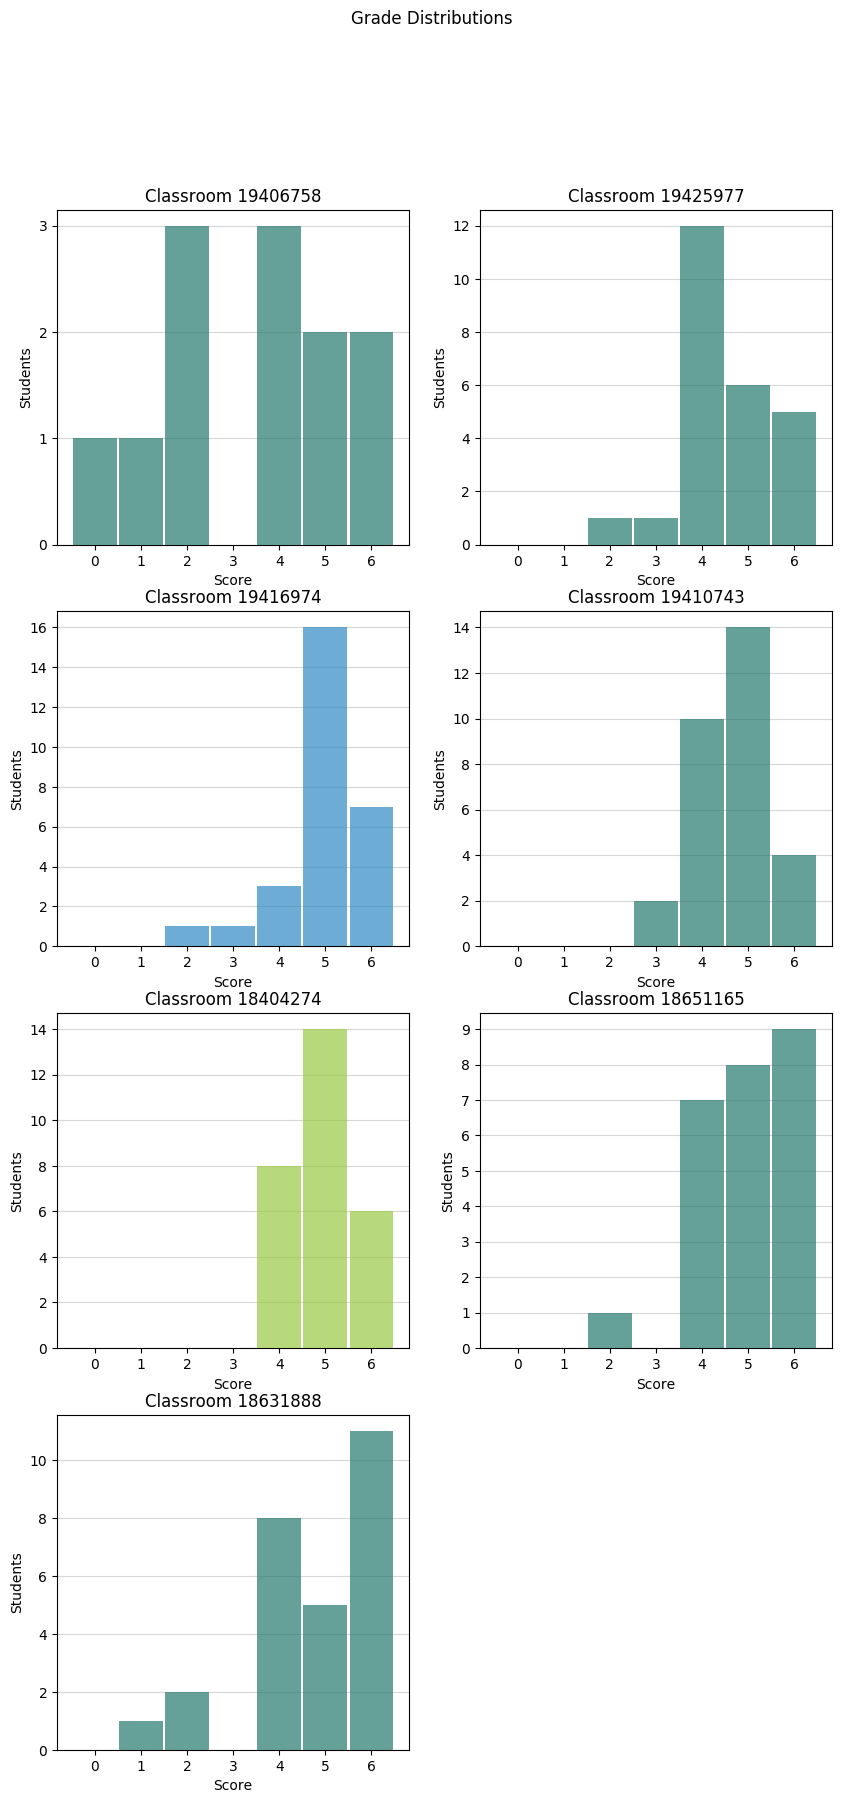 Grade Distributions
Classroom 19406758
3
2
1
0
Students
0 1 2 3 4 5 6
Score
Classroom 19425977
12
10
8
6
4
2
0
Students
0 1 2 3 4 5 6
Score
Classroom 19416974
16
14
12
10
8
6
4
2
0
Students
0 1 2 3 4 5 6
Score
Classroom 19410743
14
12
10
8
6
4
2
0
Students
0 1 2 3 4 5 6
Score
Classroom 18404274
14
12
10
8
6
4
2
0
Students
0 1 2 3 4 5 6
Score
Classroom 18651165
9
8
7
6
5
4
3
2
1
0
Students
0 1 2 3 4 5 6
Score
Classroom 18631888
10
8
6
4
2
0
Students
0 1 2 3 4 5 6
Score